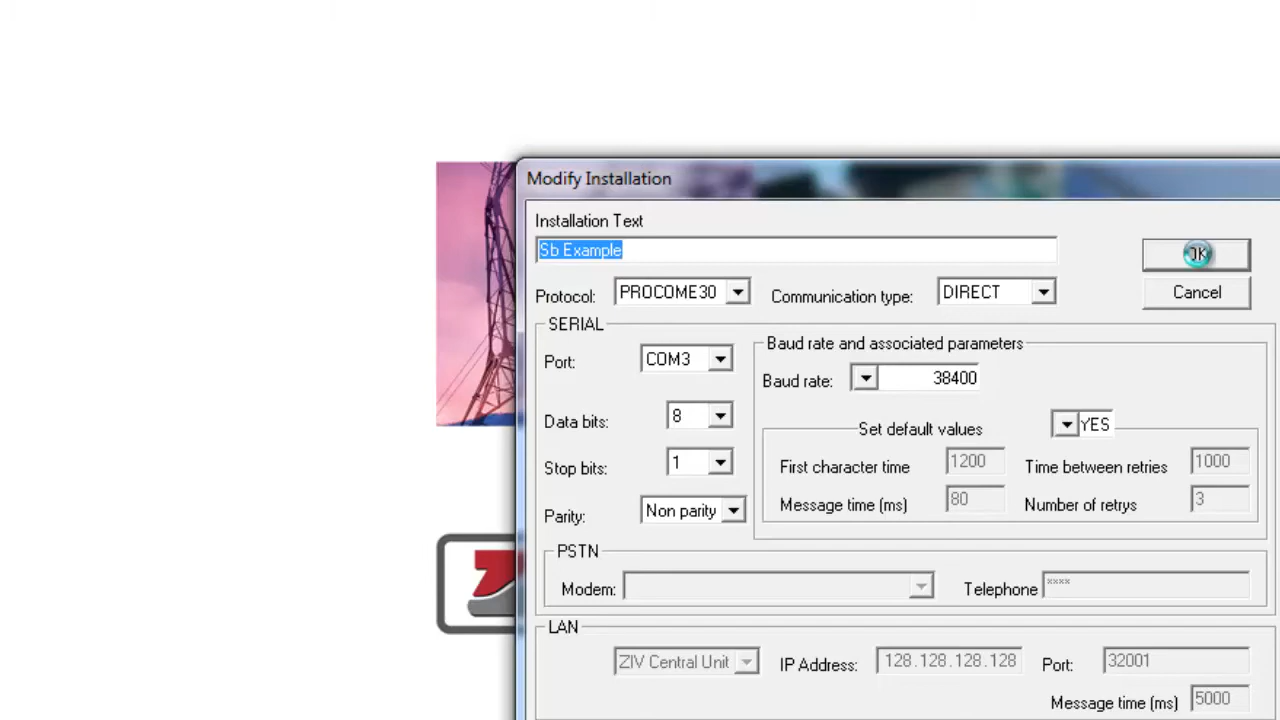 Modify Installation
Installation Text
Sb Example
OK
Protocol: PROCOME30 Communication type: DIRECT
Cancel
SERIAL
Port: COM3
Baud rate and associated parameters
Baud rate: 38400
Data bits: 8
Set default values YES
Stop bits: 1
First character time 1200 Time between retries 1000
Message time (ms) 80 Number of retrys 3
Parity: Non parity
PSTN
Modem: Telephone ****
LAN
ZIV Central Unit IP Address: 128.128.128.128 Port: 32001
Message time (ms) 5000